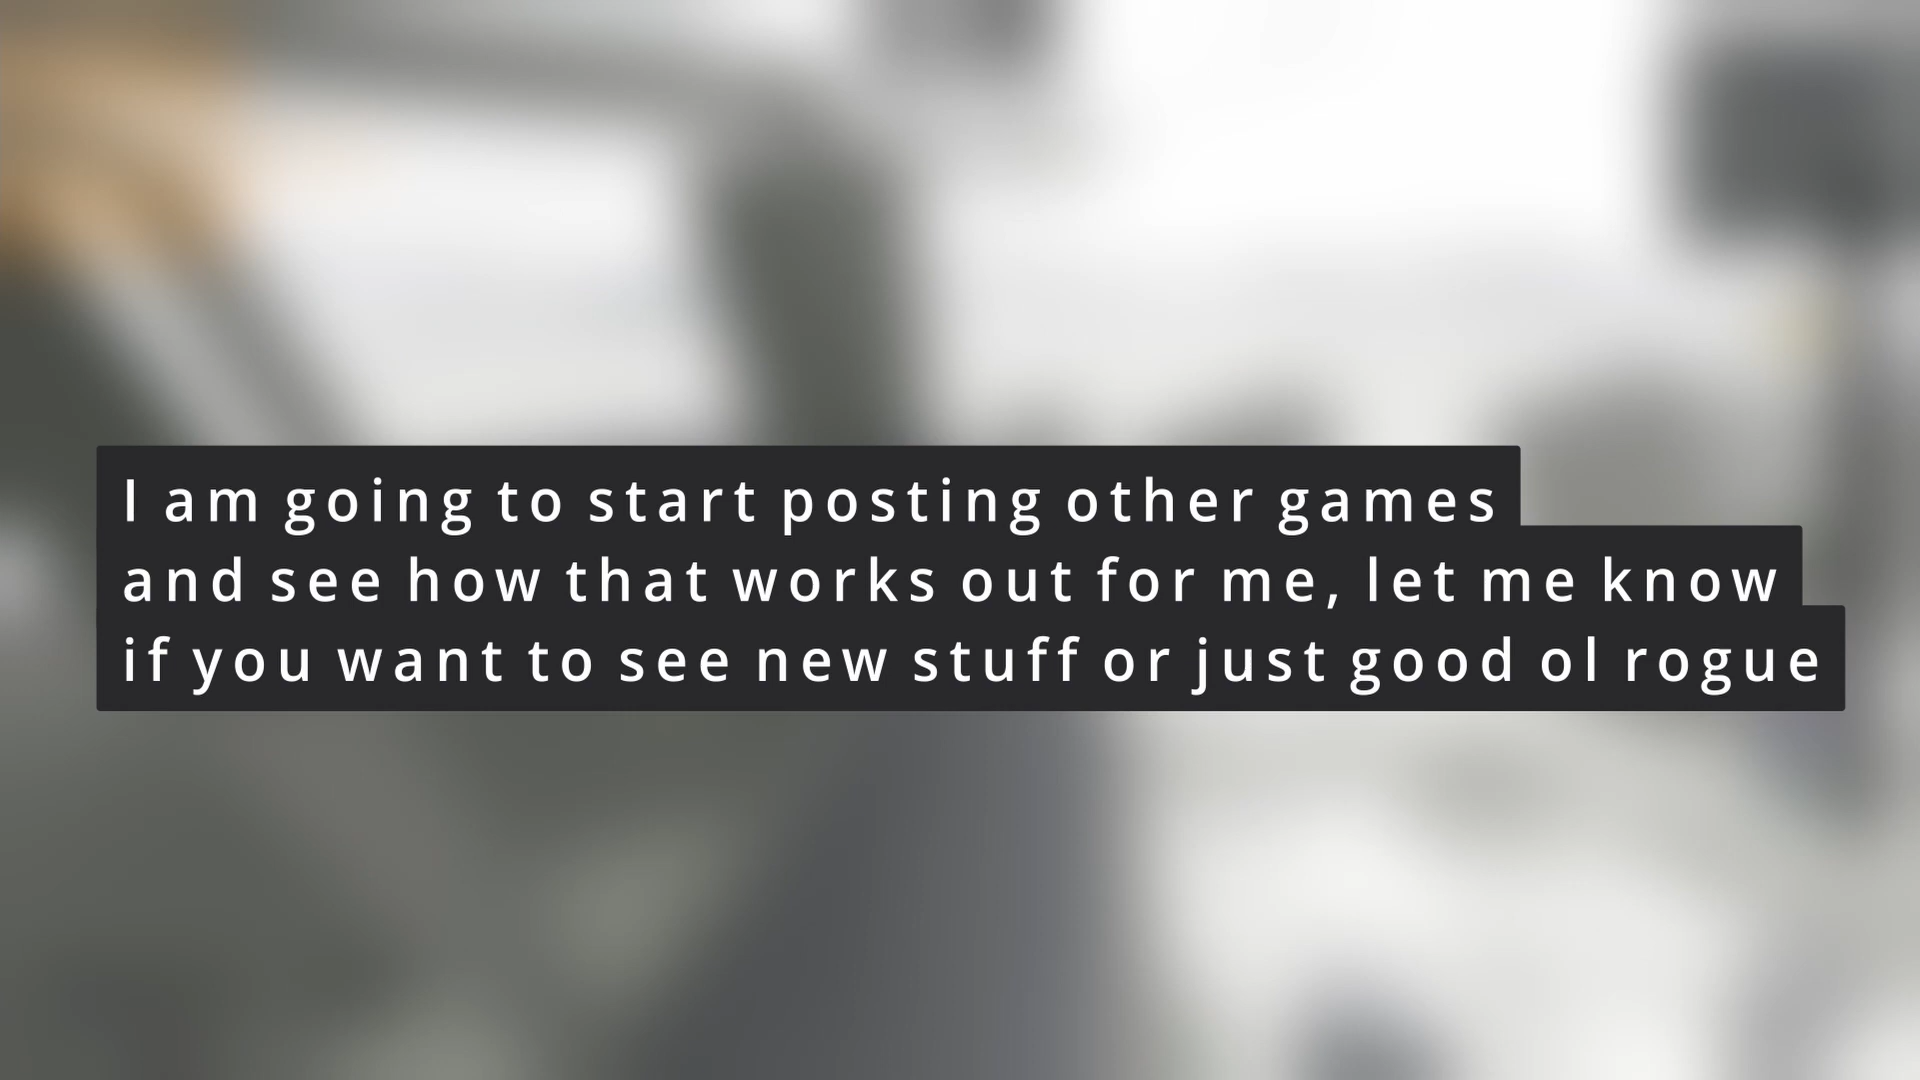 I am going to start posting other games
and see how that works out for me, let me know
if you want to see new stuff or just good ol rogue